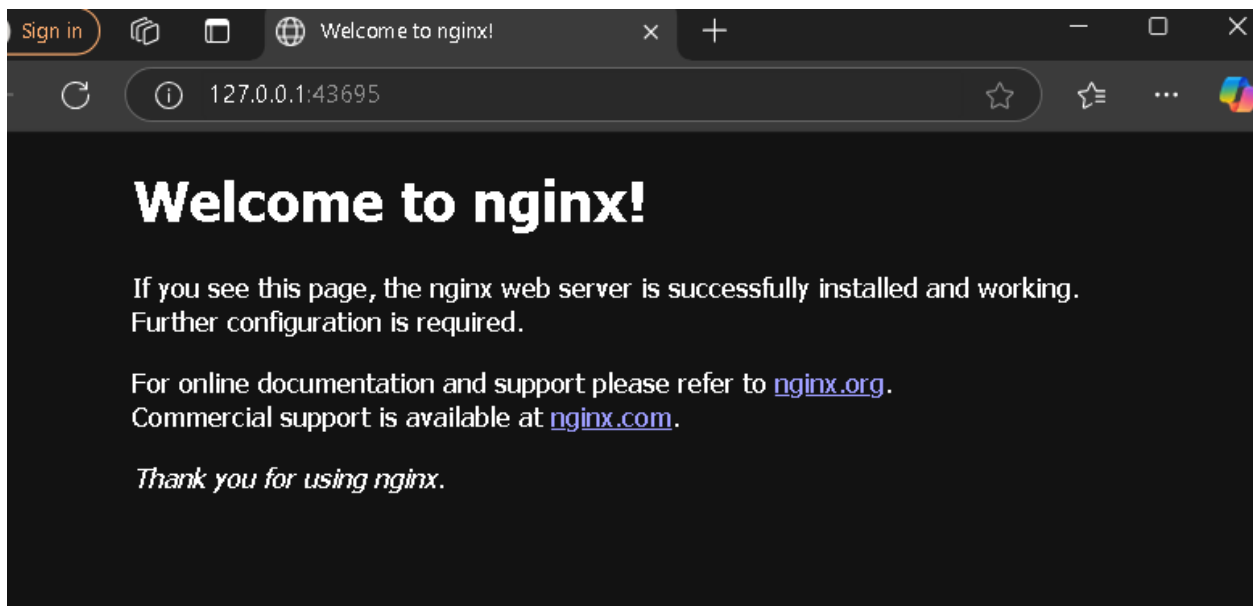 Sign in
Welcome to nginx!
127.0.0.1:43695
Welcome to nginx!
If you see this page, the nginx web server is successfully installed and working.
Further configuration is required.
For online documentation and support please refer to nginx.org.
Commercial support is available at nginx.com.
Thank you for using nginx.